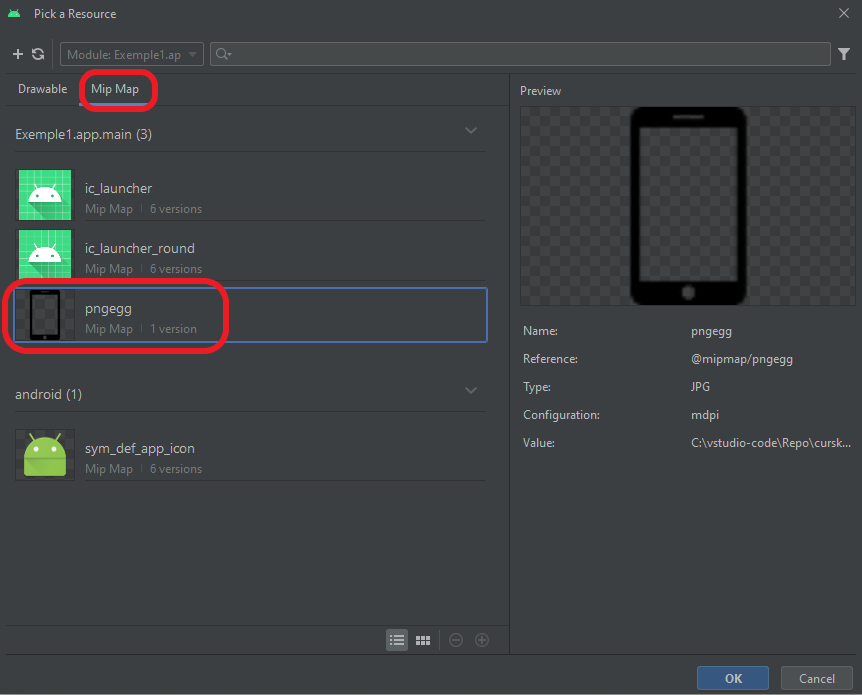 Pick a Resource
Module: Exemple1.ap
Drawable
Mip Map
Exemple1.app.main (3)
ic_launcher
Mip Map | 6 versions
ic_launcher_round
Mip Map | 6 versions
pngegg
Mip Map | 1 version
android (1)
sym_def_app_icon
Mip Map | 6 versions
Preview
Name: pngegg
Reference: @mipmap/pngegg
Type: JPG
Configuration: mdpi
Value: C:\vstudio-code\Repo\cursk...
OK
Cancel